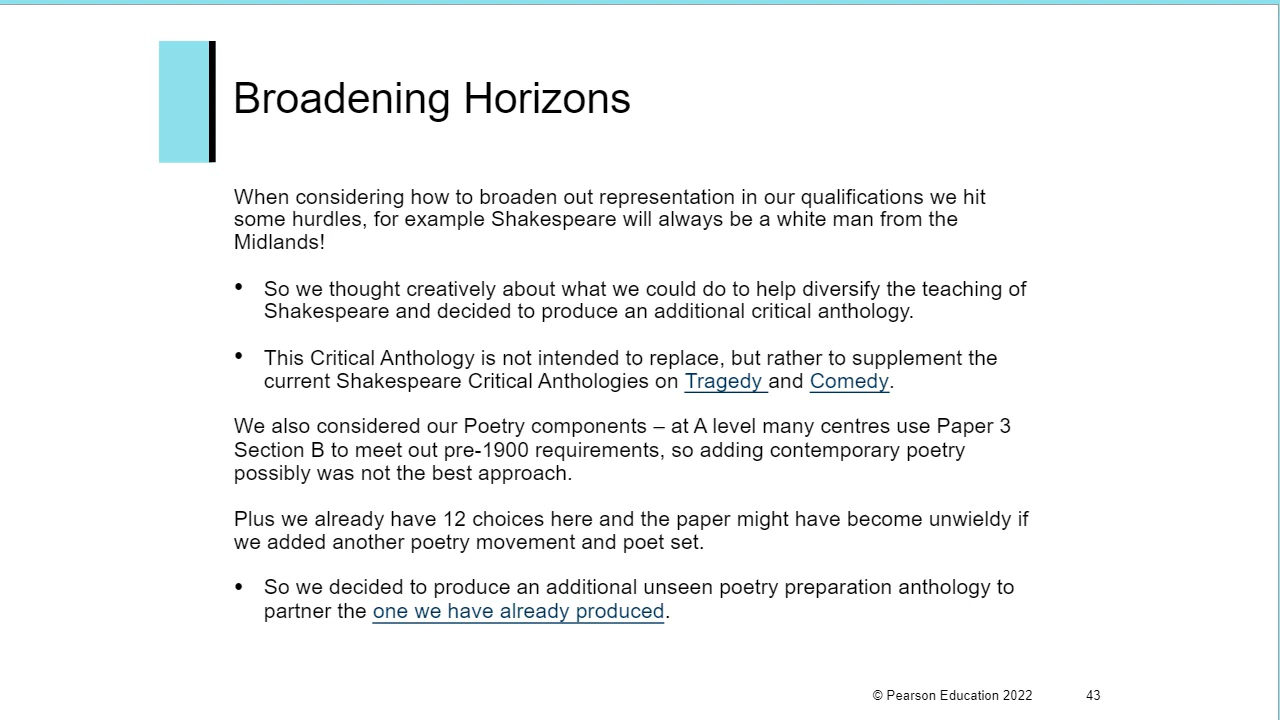 Broadening Horizons
When considering how to broaden out representation in our qualifications we hit
some hurdles, for example Shakespeare will always be a white man from the
Midlands!
• So we thought creatively about what we could do to help diversify the teaching of
Shakespeare and decided to produce an additional critical anthology.
• This Critical Anthology is not intended to replace, but rather to supplement the
current Shakespeare Critical Anthologies on Tragedy and Comedy.
We also considered our Poetry components – at A level many centres use Paper 3
Section B to meet out pre-1900 requirements, so adding contemporary poetry
possibly was not the best approach.
Plus we already have 12 choices here and the paper might have become unwieldy if
we added another poetry movement and poet set.
• So we decided to produce an additional unseen poetry preparation anthology to
partner the one we have already produced.
© Pearson Education 2022 43